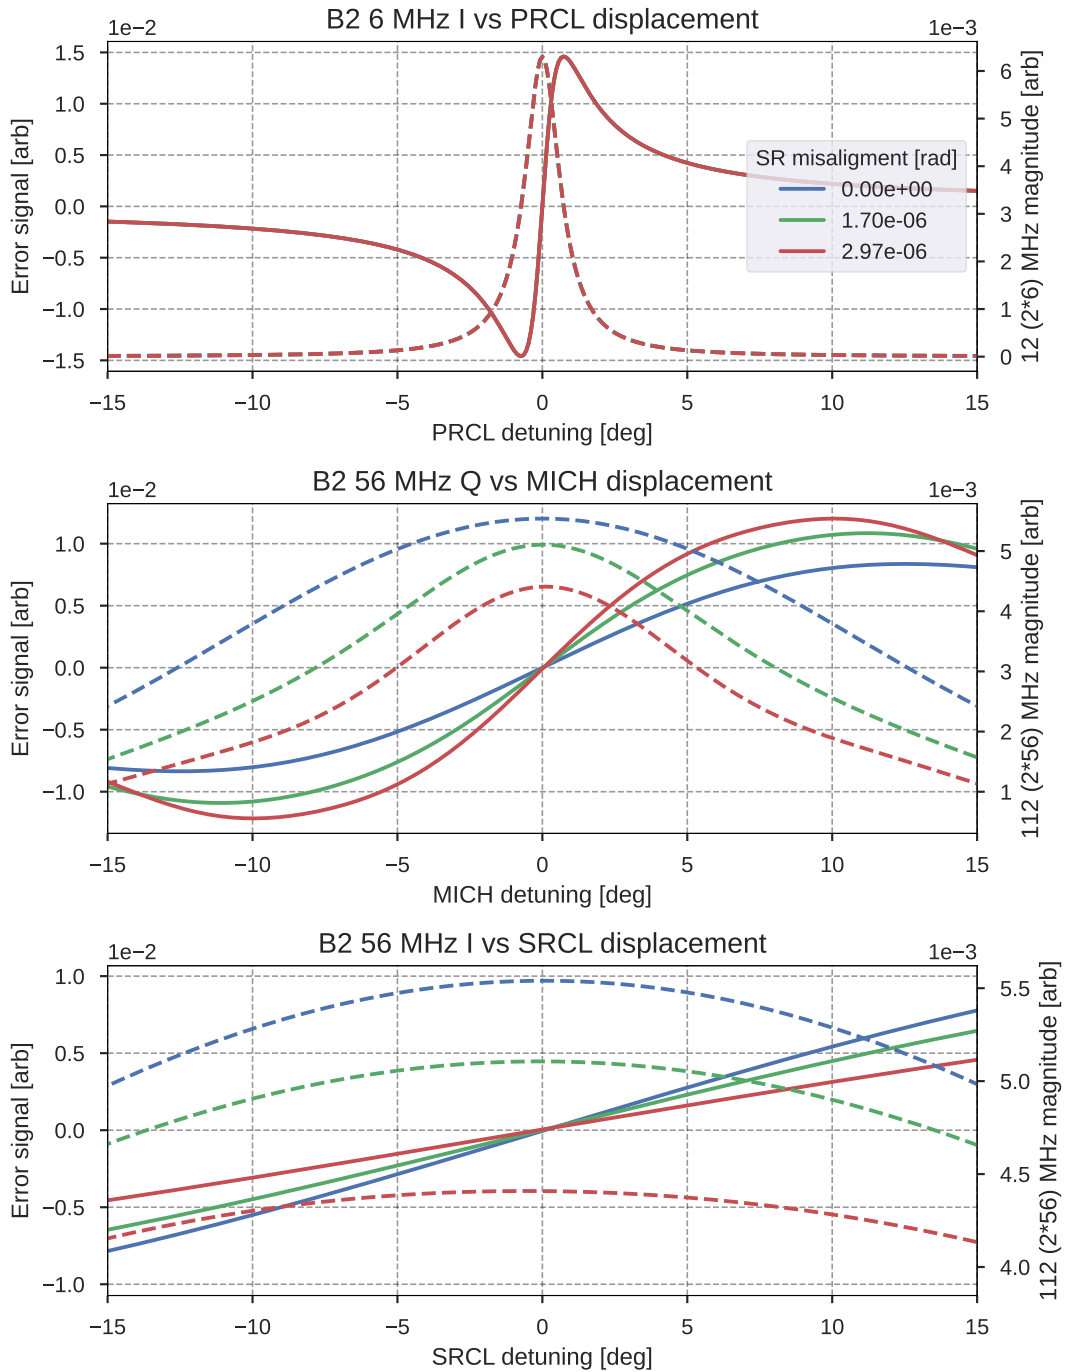 B2 6 MHz I vs PRCL displacement
1e−2
1e−3
1.5
1.0
0.5
0.0
−0.5
−1.0
−1.5
Error signal [arb]
6
5
4
3
2
1
0
12 (2*6) MHz magnitude [arb]
SR misaligment [rad]
0.00e+00
1.70e-06
2.97e-06
−15 −10 −5 0 5 10 15
PRCL detuning [deg]
B2 56 MHz Q vs MICH displacement
1e−2
1e−3
1.0
0.5
0.0
−0.5
−1.0
Error signal [arb]
5
4
3
2
1
112 (2*56) MHz magnitude [arb]
−15 −10 −5 0 5 10 15
MICH detuning [deg]
B2 56 MHz I vs SRCL displacement
1e−2
1e−3
1.0
0.5
0.0
−0.5
−1.0
Error signal [arb]
5.5
5.0
4.5
4.0
112 (2*56) MHz magnitude [arb]
−15 −10 −5 0 5 10 15
SRCL detuning [deg]